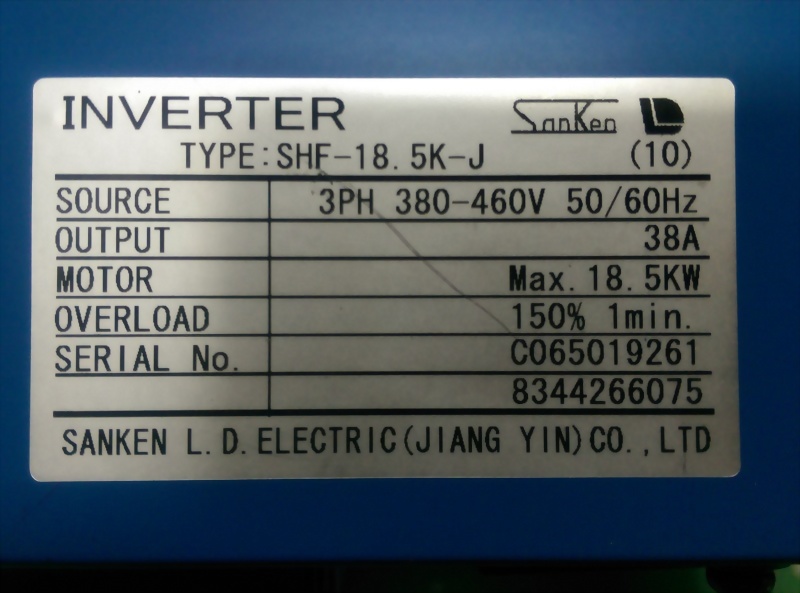 INVERTER SanKen LD
TYPE:SHF-18.5K-J (10)
SOURCE 3PH 380-460V 50/60Hz
OUTPUT 38A
MOTOR Max.18.5KW
OVERLOAD 150% 1min.
SERIAL No. C065019261
8344266075
SANKEN L.D.ELECTRIC(JIANG YIN)CO.,LTD